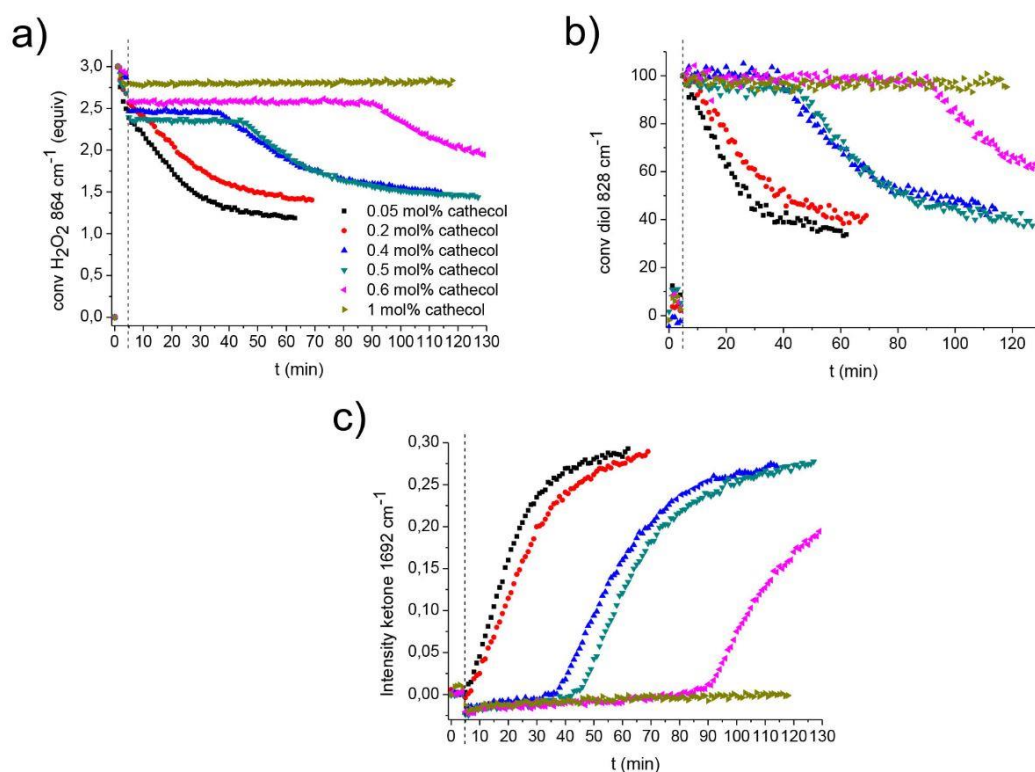 a)
3,0
2,5
2,0
1,5
1,0
0,5
0,0
conv H₂O₂ 864 cm⁻¹ (equiv)
0.05 mol% cathecol
0.2 mol% cathecol
0.4 mol% cathecol
0.5 mol% cathecol
0.6 mol% cathecol
1 mol% cathecol
0 10 20 30 40 50 60 70 80 90 100 110 120 130
t (min)
b)
100
80
60
40
20
0
conv diol 828 cm⁻¹
0 20 40 60 80 100 120
t (min)
c)
0,30
0,25
0,20
0,15
0,10
0,05
0,00
Intensity ketone 1692 cm⁻¹
0 10 20 30 40 50 60 70 80 90 100 110 120 130
t (min)